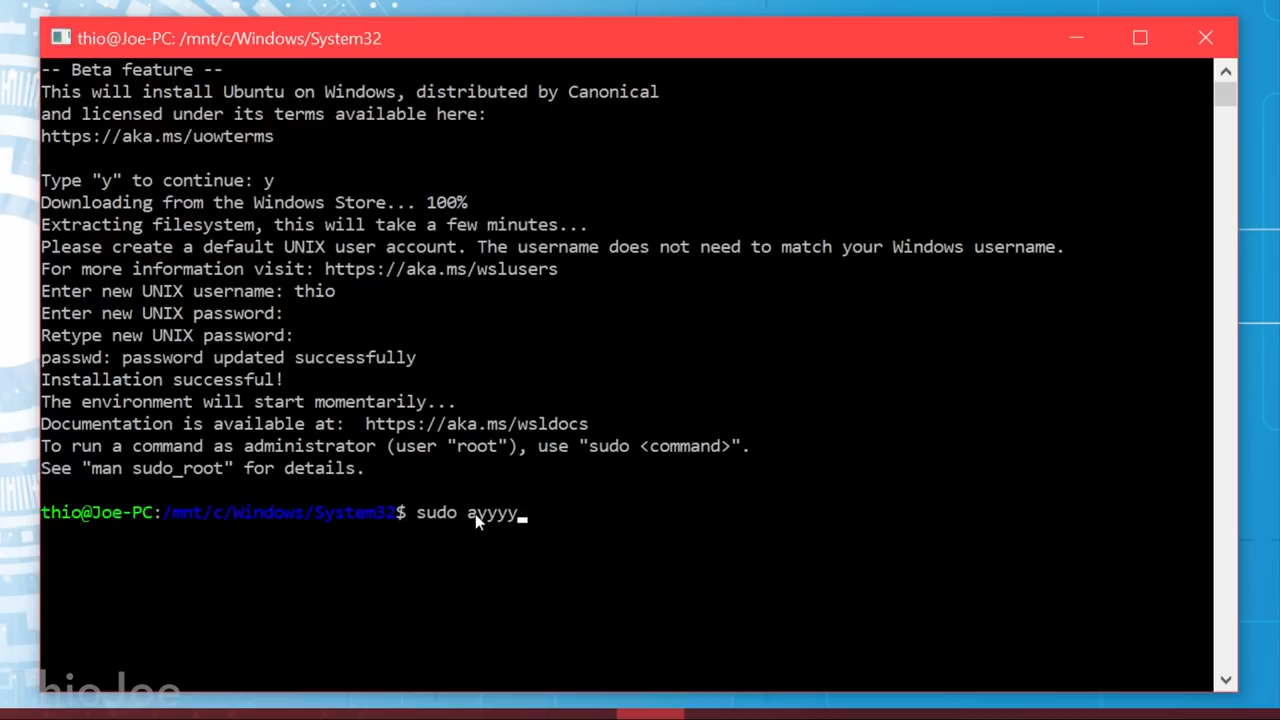 thio@Joe-PC: /mnt/c/Windows/System32
-- Beta feature --
This will install Ubuntu on Windows, distributed by Canonical
and licensed under its terms available here:
https://aka.ms/uowterms
Type "y" to continue: y
Downloading from the Windows Store... 100%
Extracting filesystem, this will take a few minutes...
Please create a default UNIX user account. The username does not need to match your Windows username.
For more information visit: https://aka.ms/wslusers
Enter new UNIX username: thio
Enter new UNIX password:
Retype new UNIX password:
passwd: password updated successfully
Installation successful!
The environment will start momentarily...
Documentation is available at:  https://aka.ms/wsldocs
To run a command as administrator (user "root"), use "sudo <command>".
See "man sudo_root" for details.
thio@Joe-PC:/mnt/c/Windows/System32$ sudo ayyyy_
hioJoe